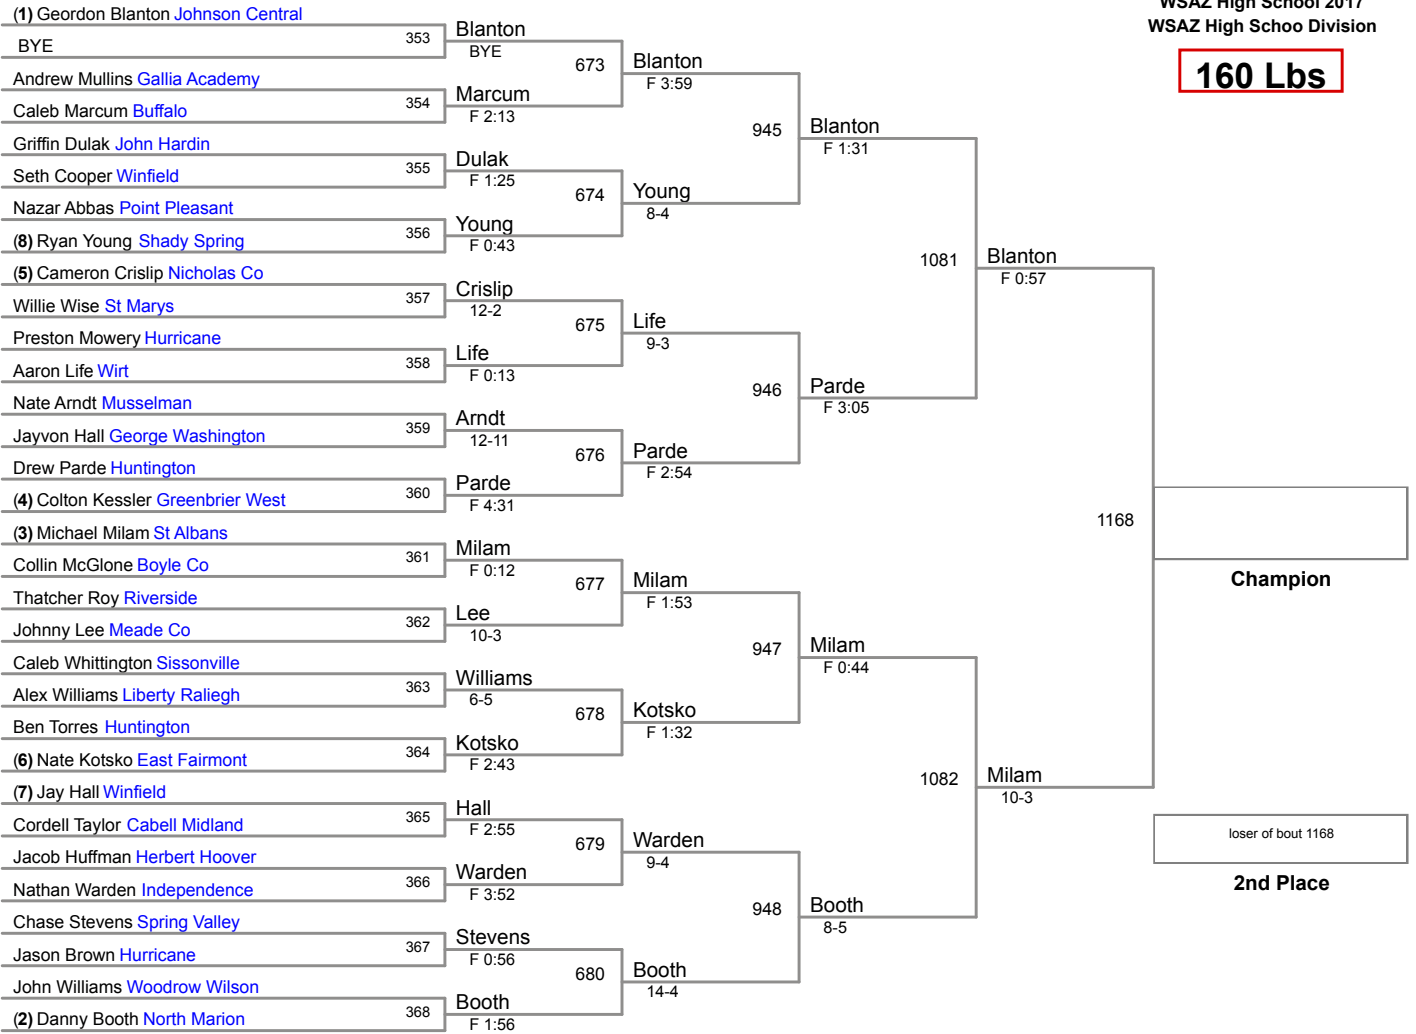 WSAZ High School 2017
WSAZ High Schoo Division
160 Lbs
(1) Geordon Blanton Johnson Central
BYE
Andrew Mullins Gallia Academy
Caleb Marcum Buffalo
Griffin Dulak John Hardin
Seth Cooper Winfield
Nazar Abbas Point Pleasant
(8) Ryan Young Shady Spring
(5) Cameron Crislip Nicholas Co
Willie Wise St Marys
Preston Mowery Hurricane
Aaron Life Wirt
Nate Arndt Musselman
Jayvon Hall George Washington
Drew Parde Huntington
(4) Colton Kessler Greenbrier West
(3) Michael Milam St Albans
Collin McGlone Boyle Co
Thatcher Roy Riverside
Johnny Lee Meade Co
Caleb Whittington Sissonville
Alex Williams Liberty Raliegh
Ben Torres Huntington
(6) Nate Kotsko East Fairmont
(7) Jay Hall Winfield
Cordell Taylor Cabell Midland
Jacob Huffman Herbert Hoover
Nathan Warden Independence
Chase Stevens Spring Valley
Jason Brown Hurricane
John Williams Woodrow Wilson
(2) Danny Booth North Marion
353
354
355
356
357
358
359
360
361
362
363
364
365
366
367
368
Blanton
BYE
Marcum
F 2:13
Dulak
F 1:25
Young
F 0:43
Crislip
12-2
Life
F 0:13
Arndt
12-11
Parde
F 4:31
Milam
F 0:12
Lee
10-3
Williams
6-5
Kotsko
F 2:43
Hall
F 2:55
Warden
F 3:52
Stevens
F 0:56
Booth
F 1:56
673
674
675
676
677
678
679
680
Blanton
F 3:59
Young
8-4
Life
9-3
Parde
F 2:54
Milam
F 1:53
Kotsko
F 1:32
Warden
9-4
Booth
14-4
945
946
947
948
Blanton
F 1:31
Parde
F 3:05
Milam
F 0:44
Booth
8-5
1081
1082
Blanton
F 0:57
Milam
10-3
1168
Champion
loser of bout 1168
2nd Place